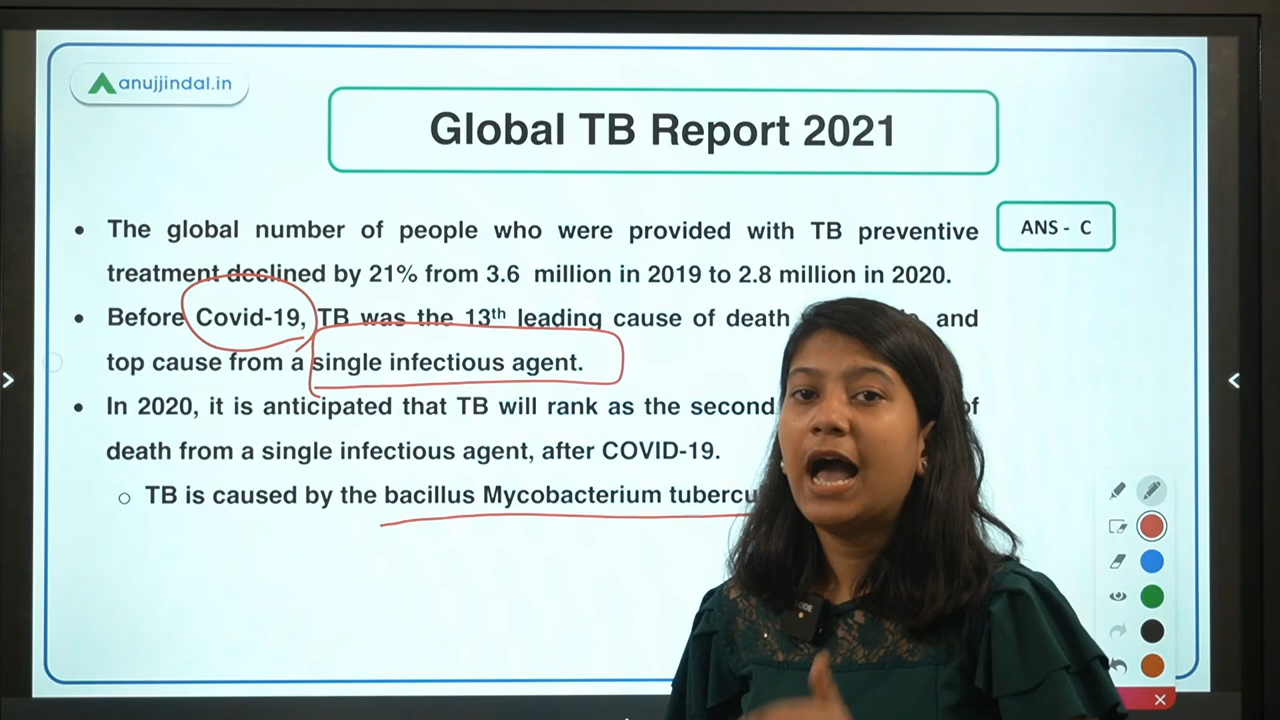 anujjindal.in
Global TB Report 2021
• The global number of people who were provided with TB preventive
treatment declined by 21% from 3.6 million in 2019 to 2.8 million in 2020.
ANS - C
• Before Covid-19, TB was the 13th leading cause of death and
top cause from a single infectious agent.
• In 2020, it is anticipated that TB will rank as the second of
death from a single infectious agent, after COVID-19.
○ TB is caused by the bacillus Mycobacterium